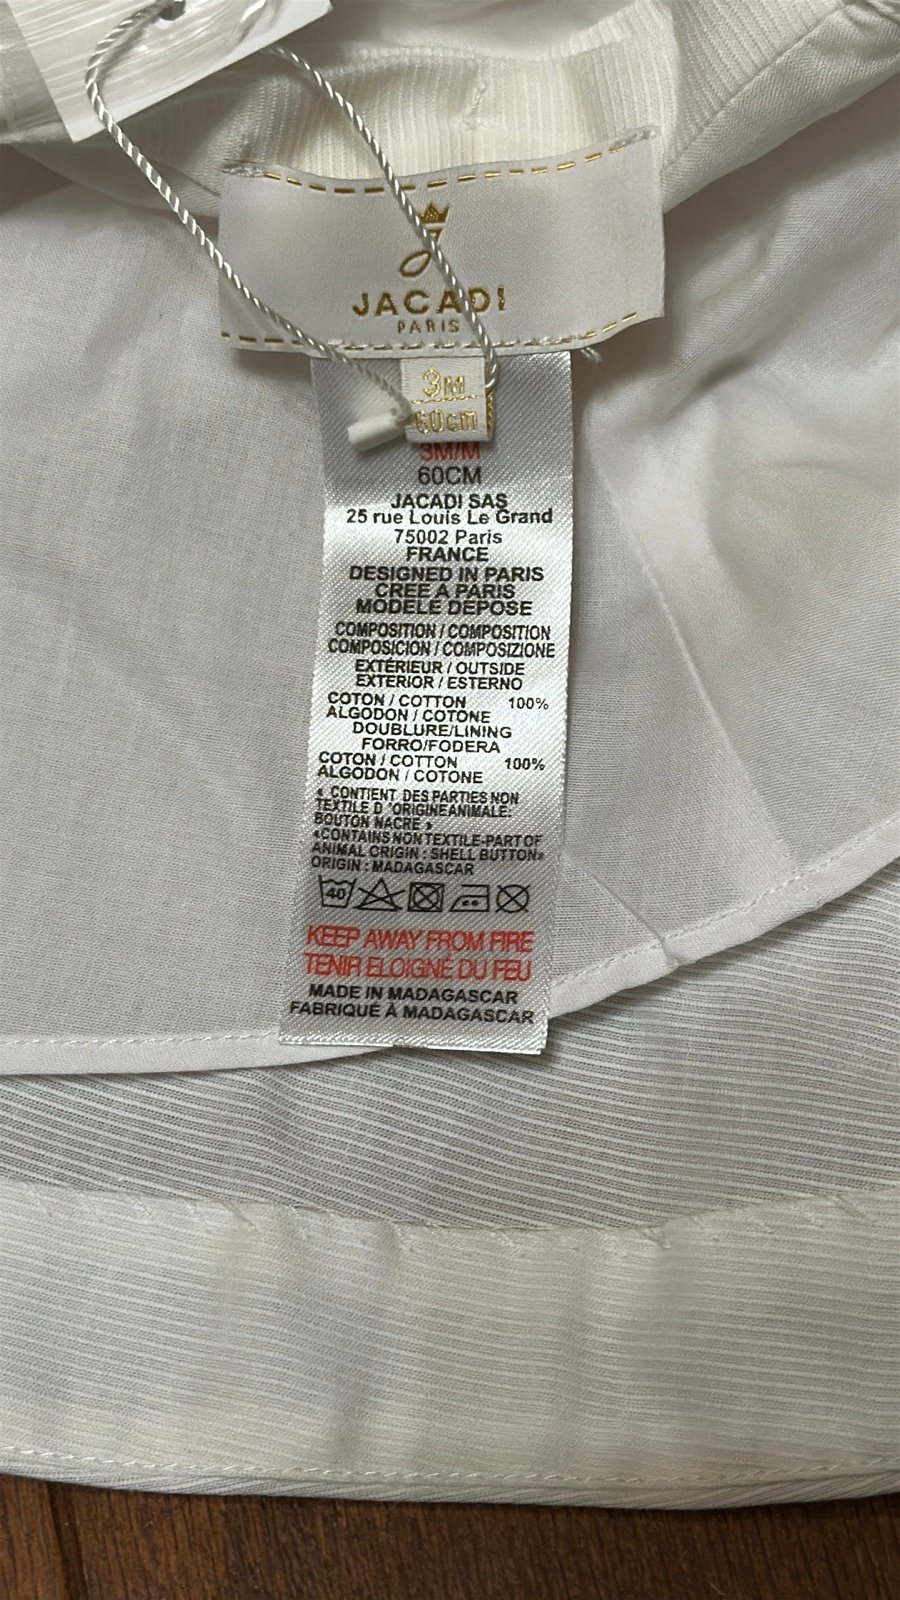 JACADI
PARIS
3M
60cm
3M/M
60CM
JACADI SAS
25 rue Louis Le Grand
75002 Paris
FRANCE
DESIGNED IN PARIS
CREE A PARIS
MODELE DEPOSE
COMPOSITION / COMPOSITION
COMPOSICION / COMPOSIZIONE
EXTÉRIEUR / OUTSIDE
EXTERIOR / ESTERNO
COTON / COTTON 100%
ALGODON / COTONE
DOUBLURE/LINING
FORRO/FODERA
COTON / COTTON 100%
ALGODON / COTONE
« CONTIENT DES PARTIES NON
TEXTILE D 'ORIGINE ANIMALE:
BOUTON NACRE »
«CONTAINS NON TEXTILE-PART OF
ANIMAL ORIGIN : SHELL BUTTON»
ORIGIN : MADAGASCAR
40
KEEP AWAY FROM FIRE
TENIR ELOIGNÉ DU FEU
MADE IN MADAGASCAR
FABRIQUÉ À MADAGASCAR